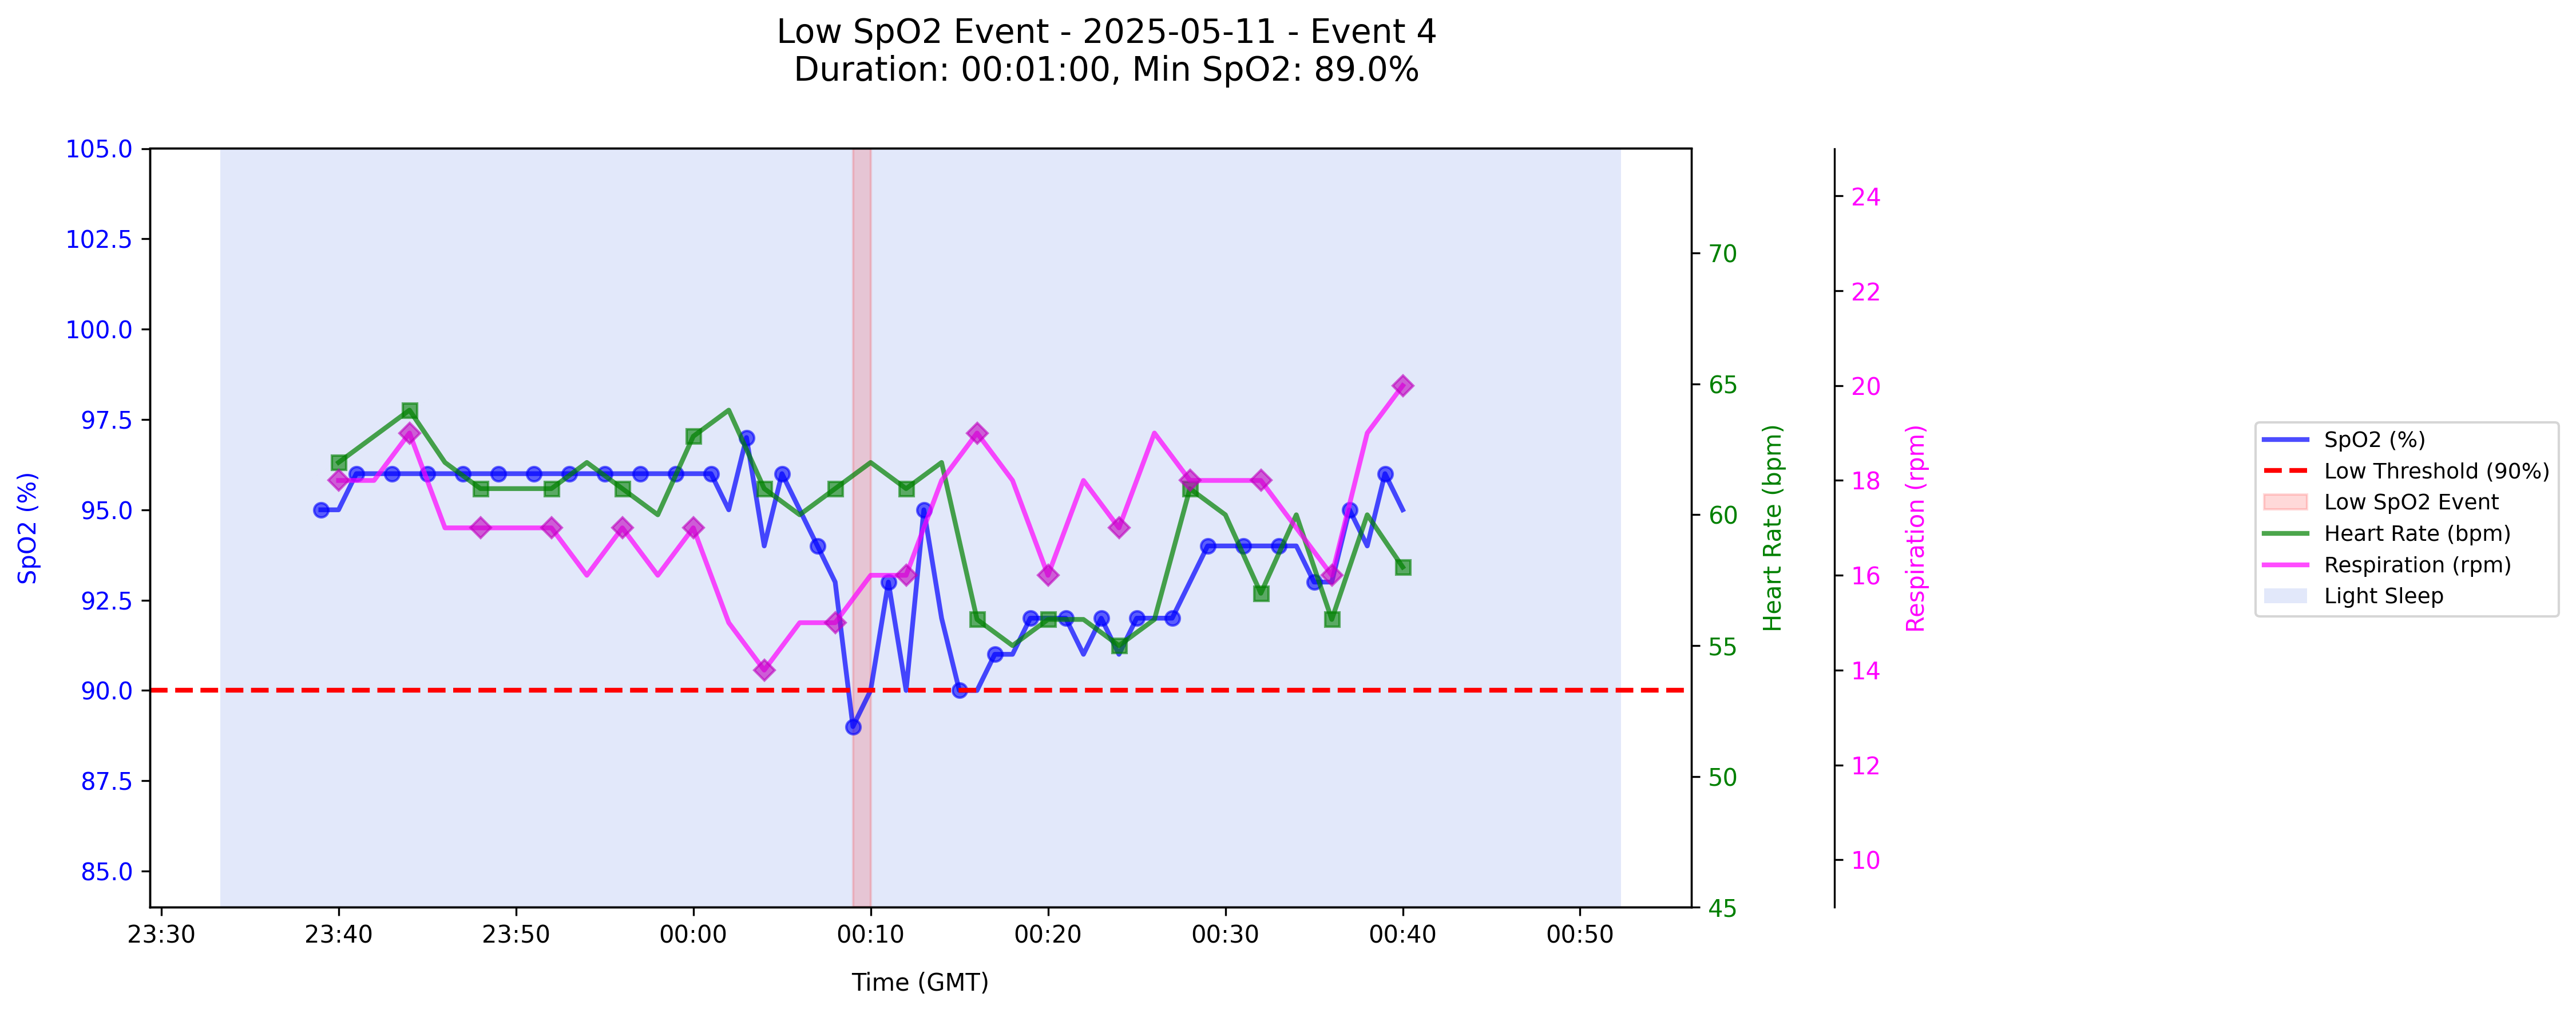 Low SpO2 Event - 2025-05-11 - Event 4
Duration: 00:01:00, Min SpO2: 89.0%
105.0
102.5
100.0
97.5
95.0
92.5
90.0
87.5
85.0
SpO2 (%)
23:30
23:40
23:50
00:00
00:10
00:20
00:30
00:40
00:50
Time (GMT)
70
65
60
55
50
45
Heart Rate (bpm)
24
22
20
18
16
14
12
10
Respiration (rpm)
SpO2 (%)
Low Threshold (90%)
Low SpO2 Event
Heart Rate (bpm)
Respiration (rpm)
Light Sleep